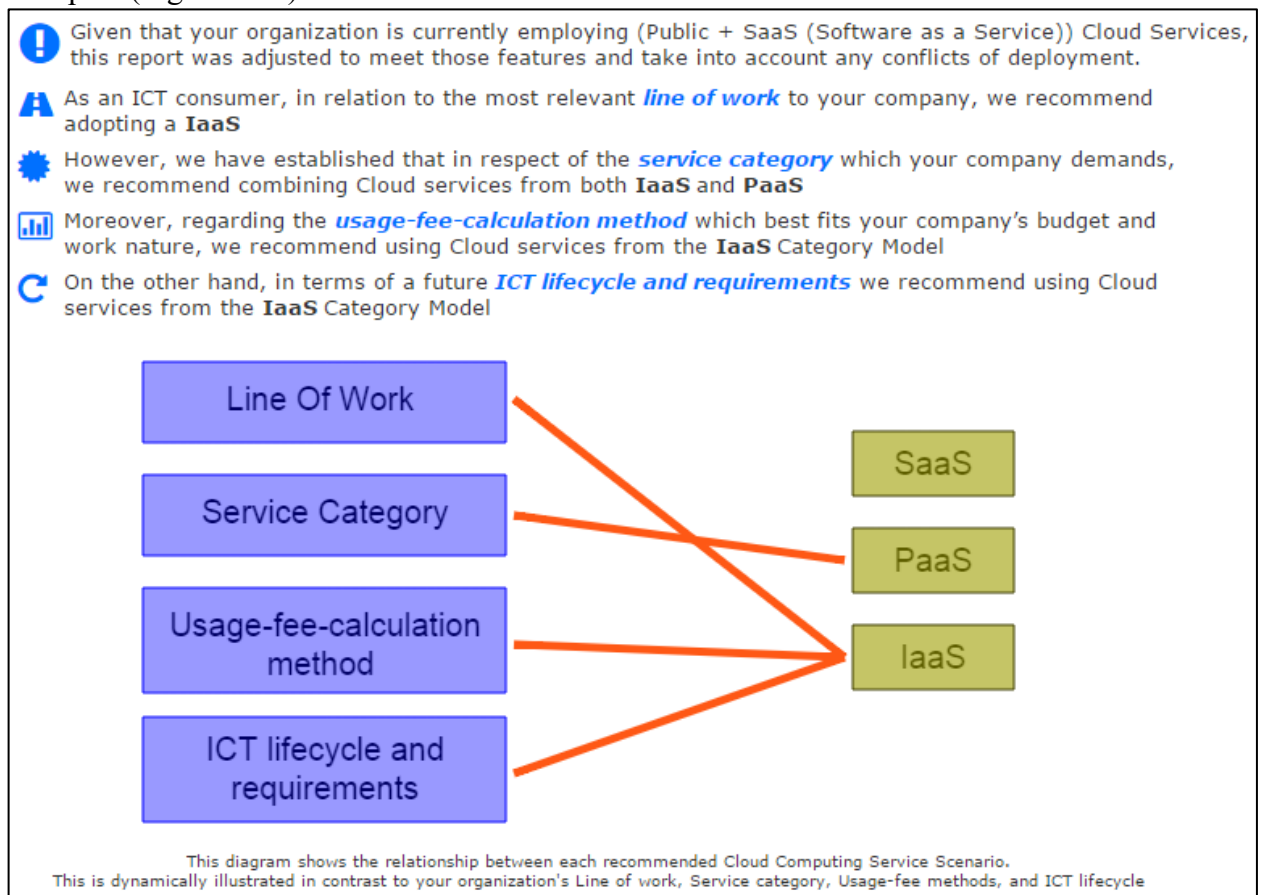 Given that your organization is currently employing (Public + SaaS (Software as a Service)) Cloud Services,
this report was adjusted to meet those features and take into account any conflicts of deployment.
As an ICT consumer, in relation to the most relevant line of work to your company, we recommend
adopting a IaaS
However, we have established that in respect of the service category which your company demands,
we recommend combining Cloud services from both IaaS and PaaS
Moreover, regarding the usage-fee-calculation method which best fits your company's budget and
work nature, we recommend using Cloud services from the IaaS Category Model
On the other hand, in terms of a future ICT lifecycle and requirements we recommend using Cloud
services from the IaaS Category Model
Line Of Work
SaaS
Service Category
PaaS
Usage-fee-calculation
method
IaaS
ICT lifecycle and
requirements
This diagram shows the relationship between each recommended Cloud Computing Service Scenario.
This is dynamically illustrated in contrast to your organization's Line of work, Service category, Usage-fee methods, and ICT lifecycle